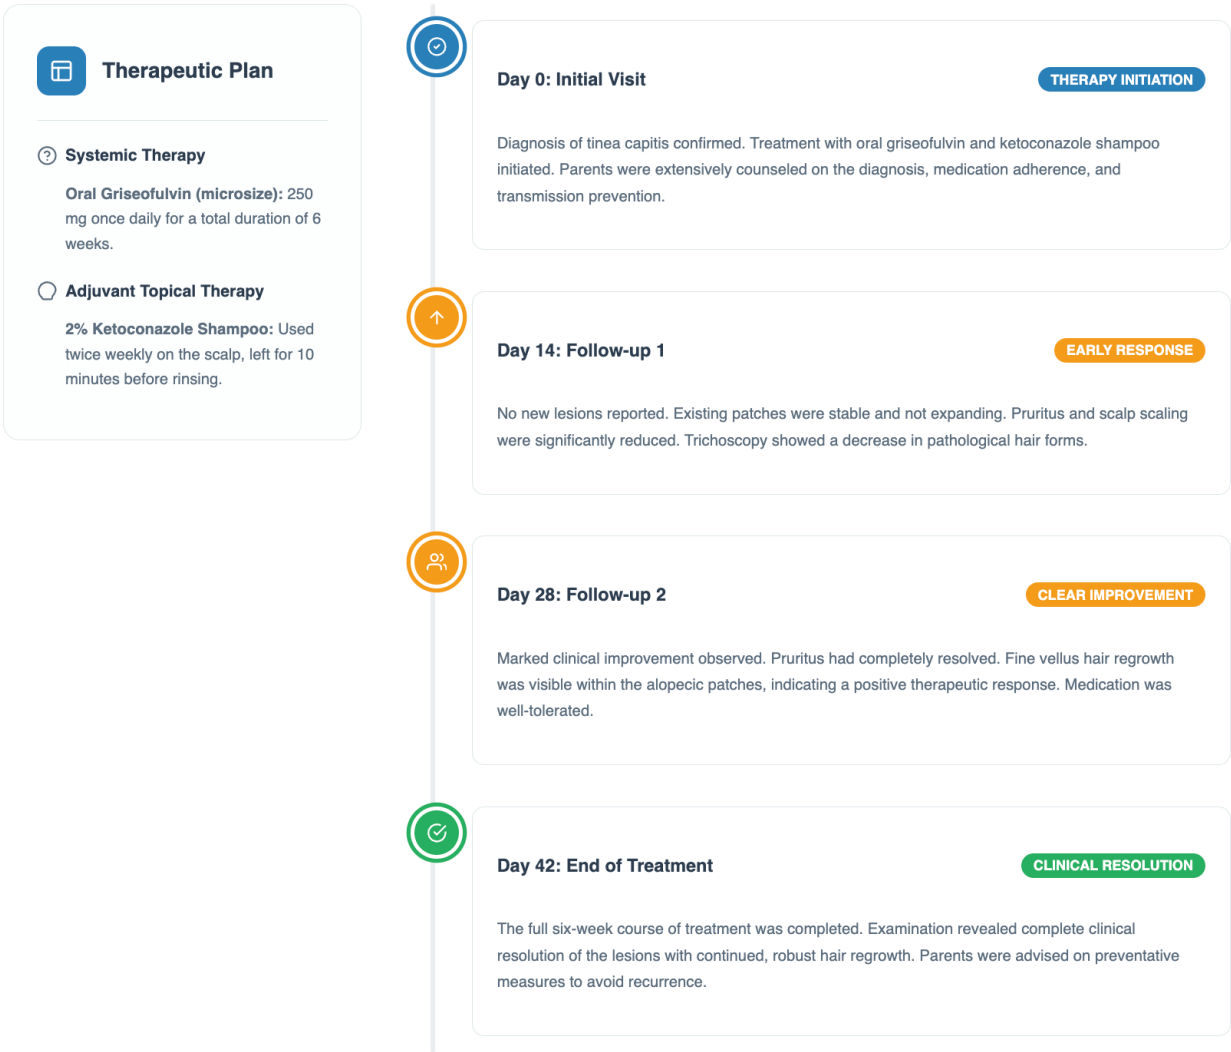 Therapeutic Plan
Systemic Therapy
Oral Griseofulvin (microsize): 250
mg once daily for a total duration of 6
weeks.
Adjuvant Topical Therapy
2% Ketoconazole Shampoo: Used
twice weekly on the scalp, left for 10
minutes before rinsing.
Day 0: Initial Visit
THERAPY INITIATION
Diagnosis of tinea capitis confirmed. Treatment with oral griseofulvin and ketoconazole shampoo
initiated. Parents were extensively counseled on the diagnosis, medication adherence, and
transmission prevention.
Day 14: Follow-up 1
EARLY RESPONSE
No new lesions reported. Existing patches were stable and not expanding. Pruritus and scalp scaling
were significantly reduced. Trichoscopy showed a decrease in pathological hair forms.
Day 28: Follow-up 2
CLEAR IMPROVEMENT
Marked clinical improvement observed. Pruritus had completely resolved. Fine vellus hair regrowth
was visible within the alopecic patches, indicating a positive therapeutic response. Medication was
well-tolerated.
Day 42: End of Treatment
CLINICAL RESOLUTION
The full six-week course of treatment was completed. Examination revealed complete clinical
resolution of the lesions with continued, robust hair regrowth. Parents were advised on preventative
measures to avoid recurrence.